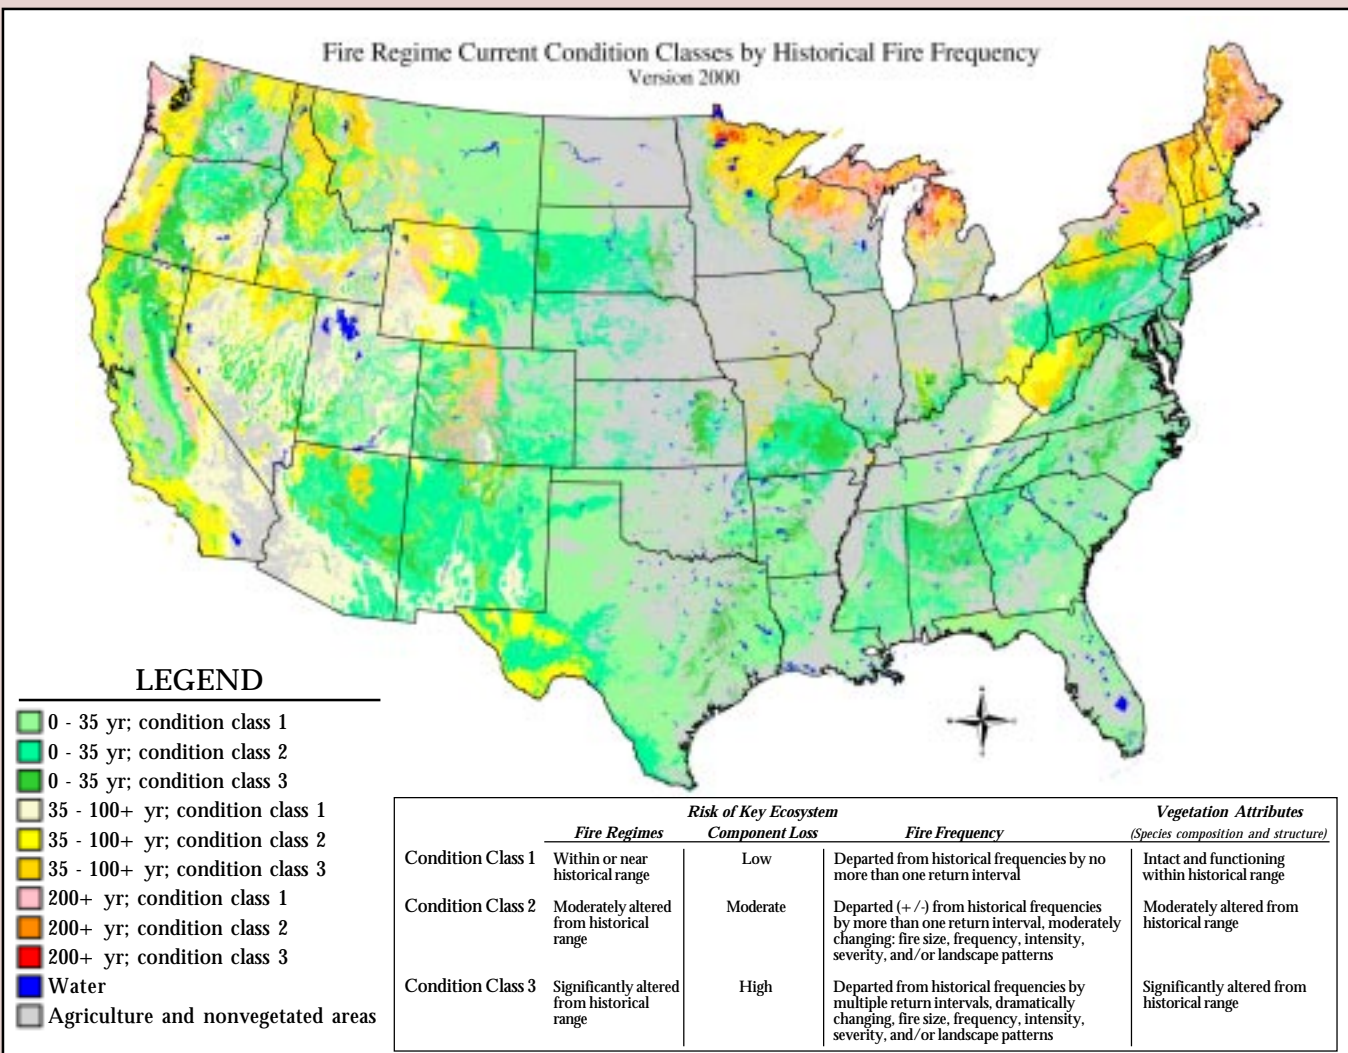 Fire Regime Current Condition Classes by Historical Fire Frequency
Version 2000
LEGEND
0 - 35 yr; condition class 1
0 - 35 yr; condition class 2
0 - 35 yr; condition class 3
35 - 100+ yr; condition class 1
35 - 100+ yr; condition class 2
35 - 100+ yr; condition class 3
200+ yr; condition class 1
200+ yr; condition class 2
200+ yr; condition class 3
Water
Agriculture and nonvegetated areas
Fire Regimes
Risk of Key Ecosystem
Component Loss
Fire Frequency
Vegetation Attributes
(Species composition and structure)
Condition Class 1
Within or near
historical range
Low
Departed from historical frequencies by no
more than one return interval
Intact and functioning
within historical range
Condition Class 2
Moderately altered
from historical
range
Moderate
Departed (+/-) from historical frequencies
by more than one return interval, moderately
changing: fire size, frequency, intensity,
severity, and/or landscape patterns
Moderately altered from
historical range
Condition Class 3
Significantly altered
from historical
range
High
Departed from historical frequencies by
multiple return intervals, dramatically
changing, fire size, frequency, intensity,
severity, and/or landscape patterns
Significantly altered from
historical range